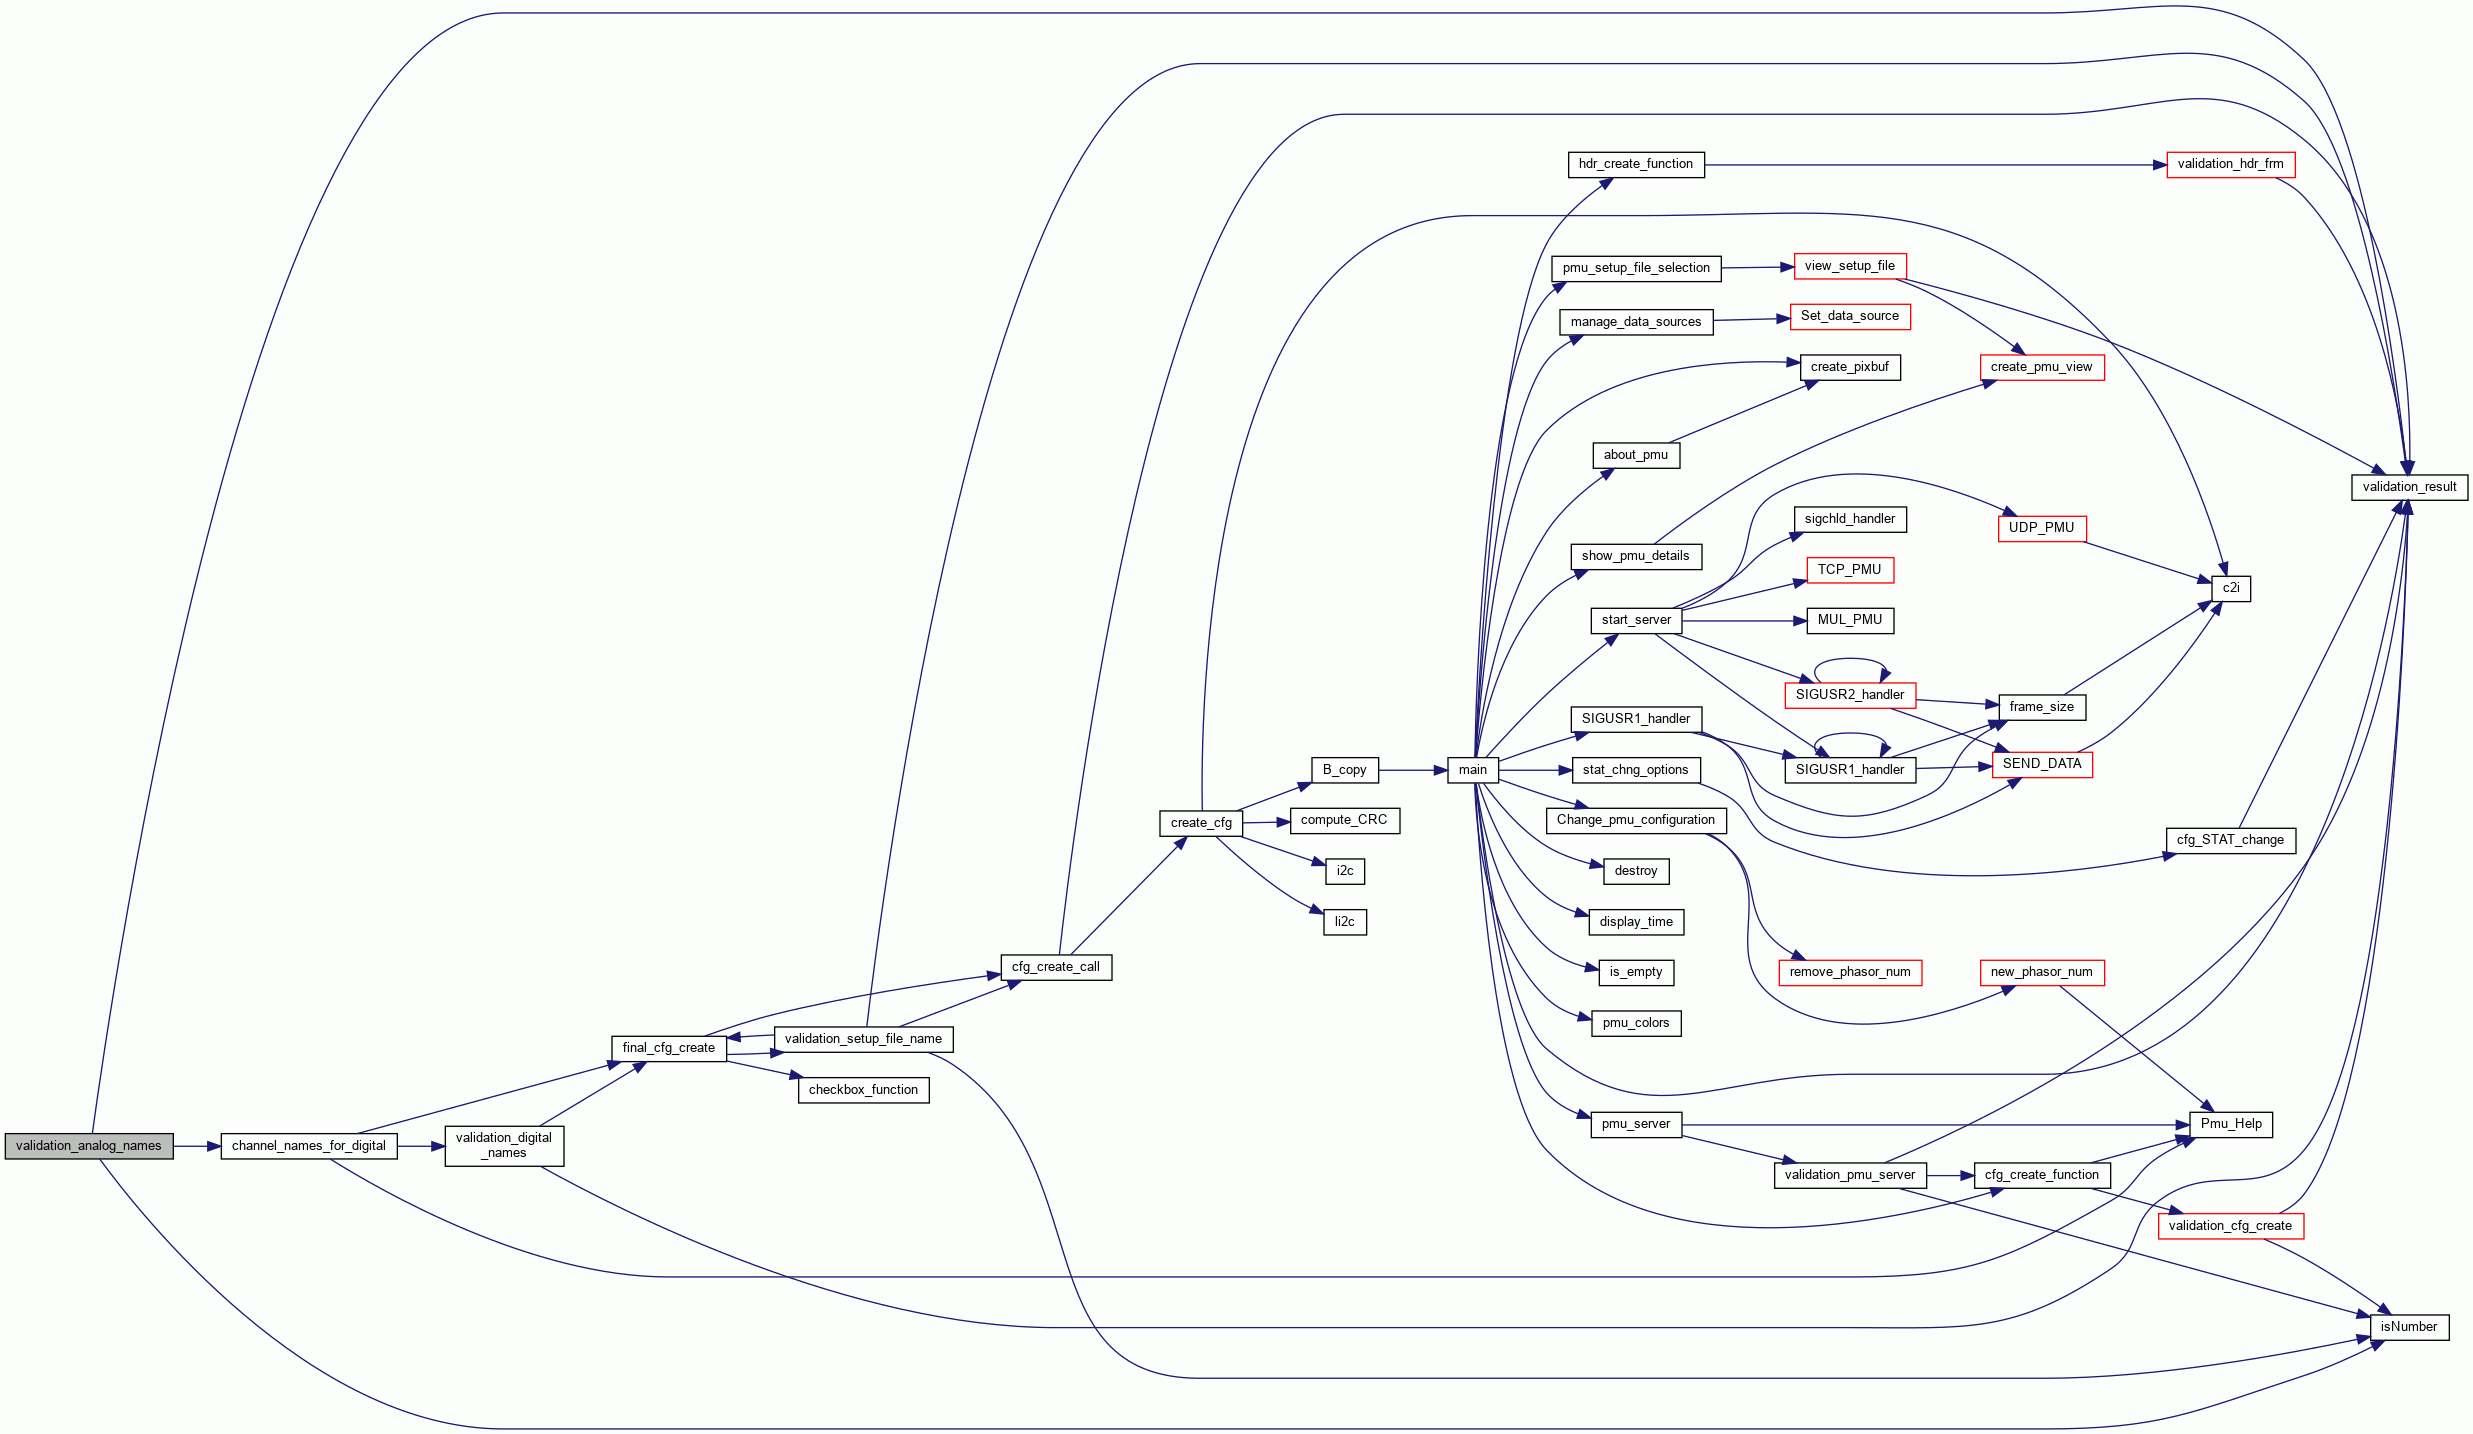 hdr_create_function
validation_hdr_frm
pmu_setup_file_selection
view_setup_file
manage_data_sources
Set_data_source
create_pixbuf
create_pmu_view
about_pmu
validation_result
sigchld_handler
UDP_PMU
show_pmu_details
TCP_PMU
c2i
start_server
MUL_PMU
SIGUSR2_handler
frame_size
SIGUSR1_handler
B_copy
main
stat_chng_options
SIGUSR1_handler
SEND_DATA
create_cfg
compute_CRC
Change_pmu_configuration
cfg_STAT_change
i2c
destroy
li2c
display_time
cfg_create_call
is_empty
remove_phasor_num
new_phasor_num
pmu_colors
final_cfg_create
validation_setup_file_name
checkbox_function
validation_analog_names
channel_names_for_digital
validation_digital
_names
pmu_server
Pmu_Help
validation_pmu_server
cfg_create_function
validation_cfg_create
isNumber